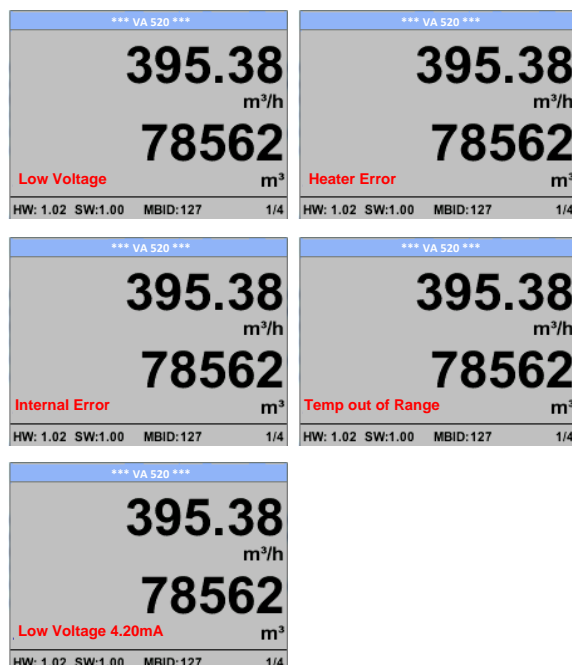 *** VA 520 ***
395.38
m³/h
78562
Low Voltage m³
HW: 1.02 SW:1.00 MBID:127 1/4
*** VA 520 ***
395.38
m³/h
78562
Heater Error m³
HW: 1.02 SW:1.00 MBID:127 1/4
*** VA 520 ***
395.38
m³/h
78562
Internal Error m³
HW: 1.02 SW:1.00 MBID:127 1/4
*** VA 520 ***
395.38
m³/h
78562
Temp out of Range m³
HW: 1.02 SW:1.00 MBID:127 1/4
*** VA 520 ***
395.38
m³/h
78562
Low Voltage 4.20mA m³
HW: 1.02 SW:1.00 MBID:127 1/4